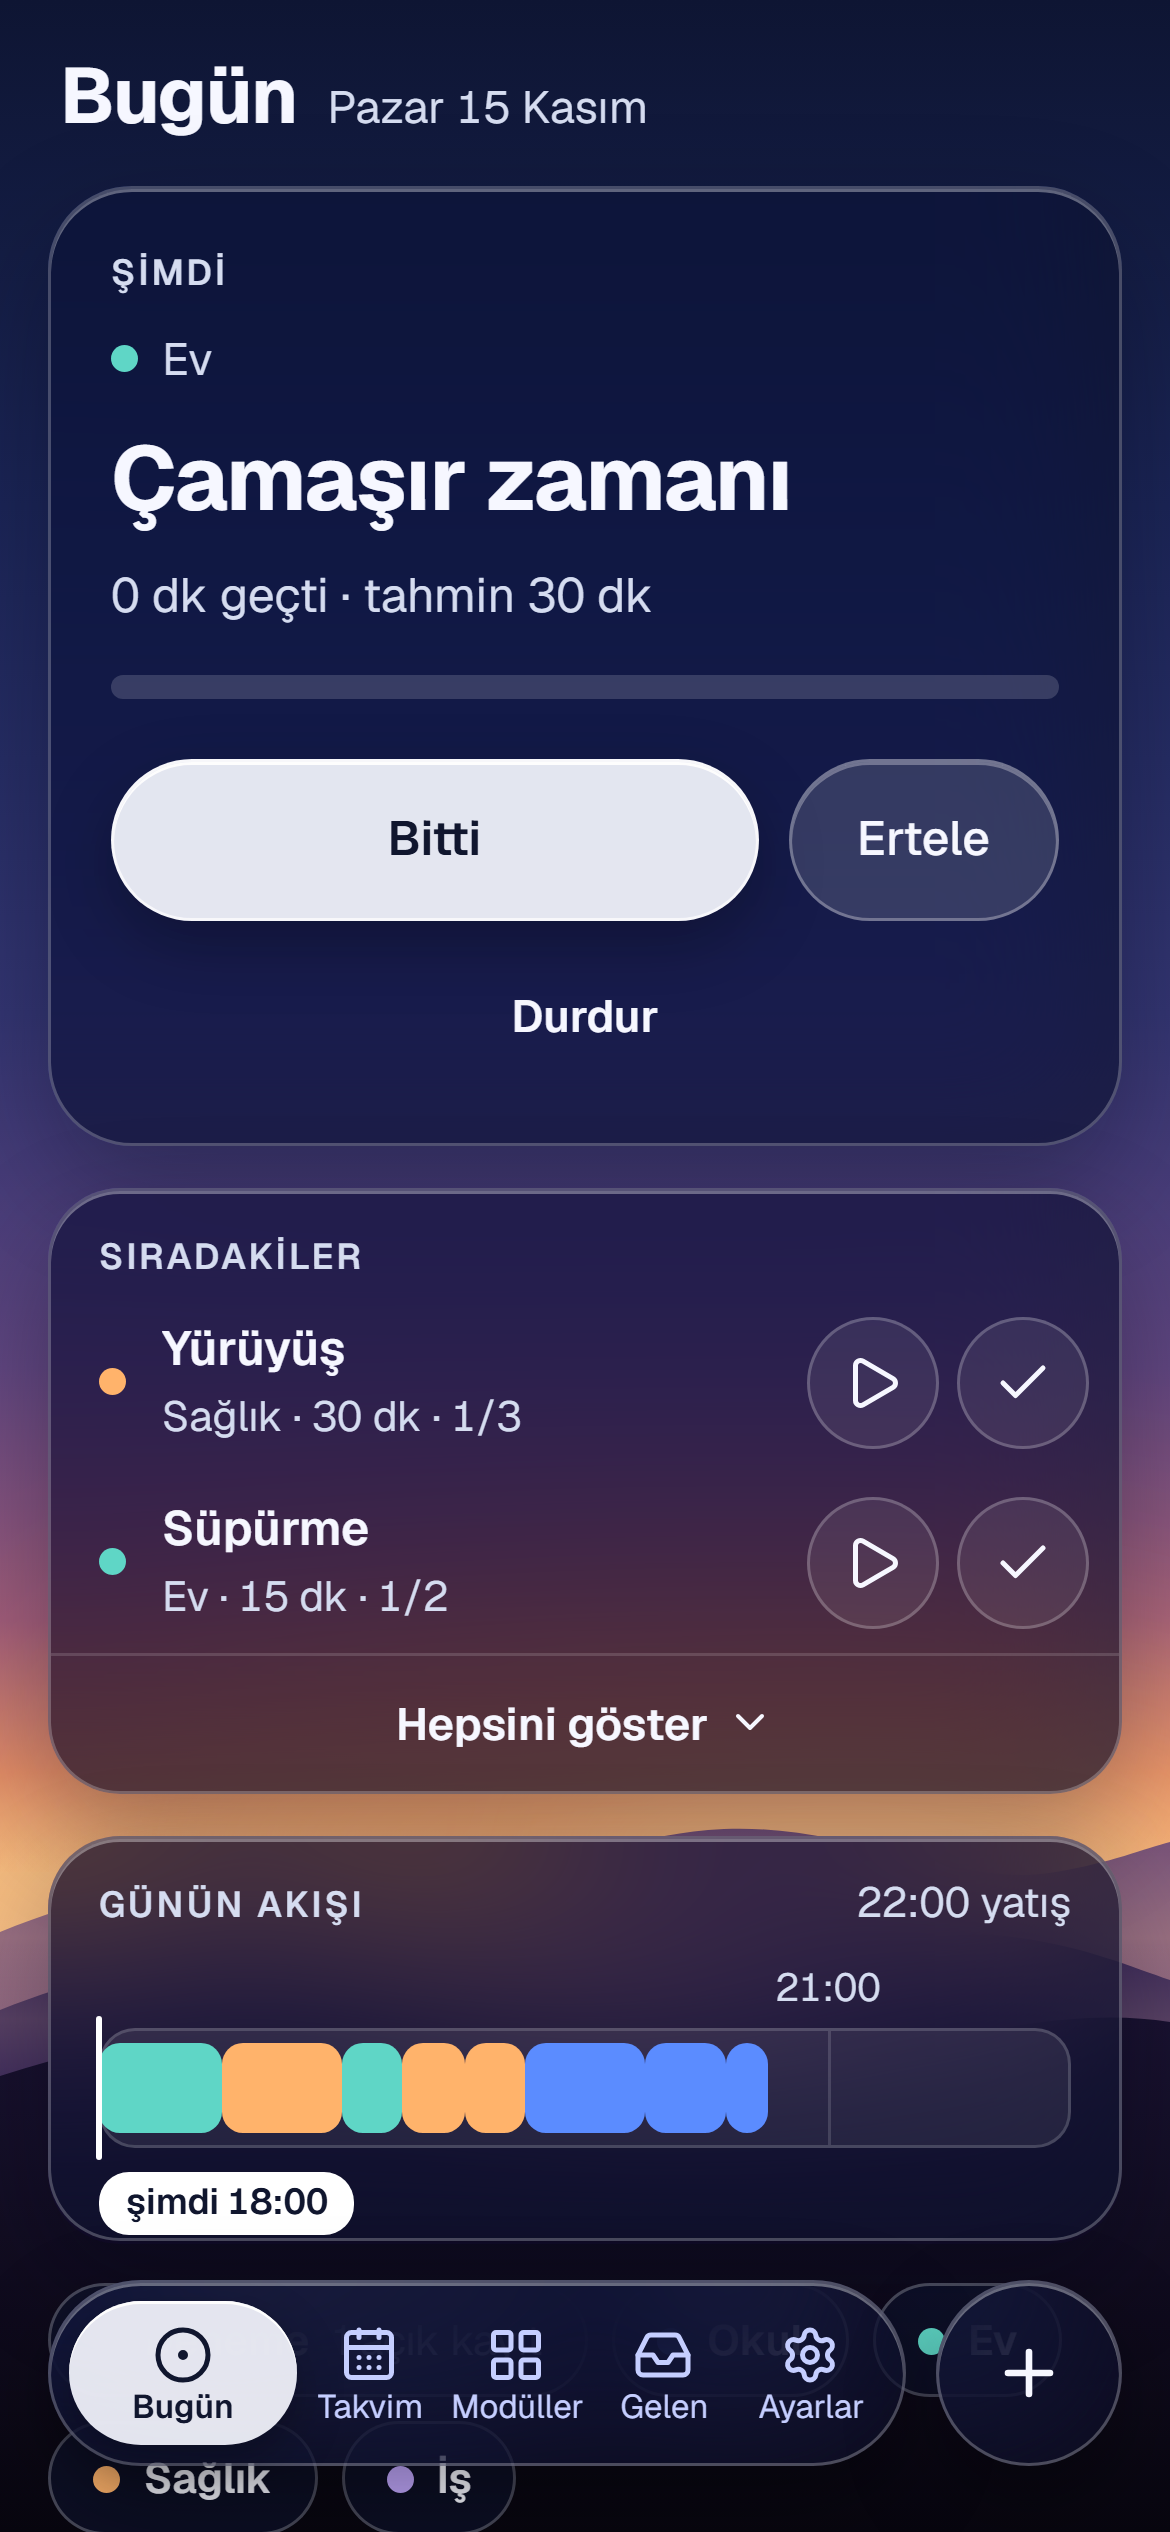 Bugün Pazar 15 Kasım
ŞİMDİ
Ev
Çamaşır zamanı
0 dk geçti · tahmin 30 dk
Bitti
Ertele
Durdur
SIRADAKİLER
Yürüyüş
Sağlık · 30 dk · 1/3
Süpürme
Ev · 15 dk · 1/2
Hepsini göster
GÜNÜN AKIŞI
22:00 yatış
21:00
şimdi 18:00
Ev
Bugün
Takvim
Modüller
Gelen
Ayarlar
Sağlık
İş